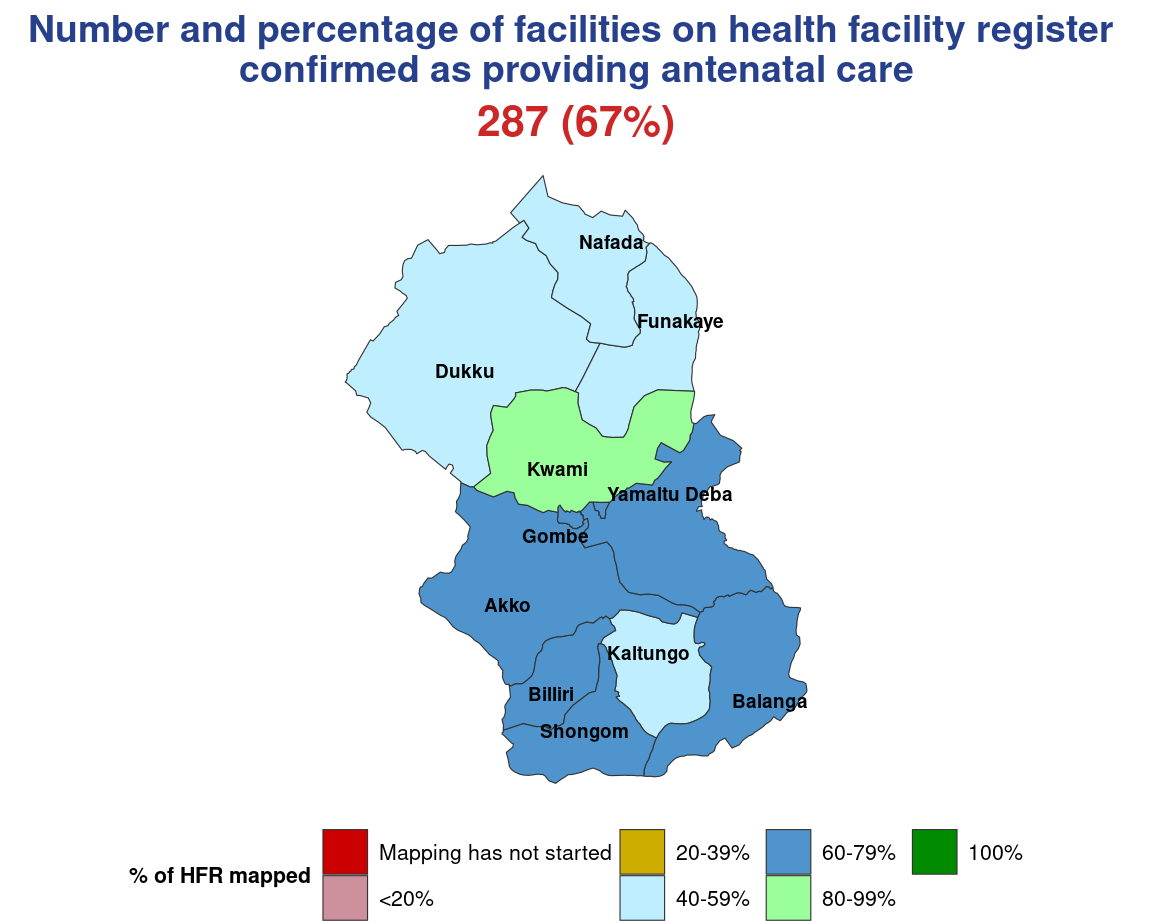 Number and percentage of facilities on health facility register
confirmed as providing antenatal care
287 (67%)
Nafada
Funakaye
Dukku
Kwami
Yamaltu Deba
Gombe
Akko
Kaltungo
Billiri
Balanga
Shongom
% of HFR mapped
Mapping has not started
<20%
20-39%
40-59%
60-79%
80-99%
100%